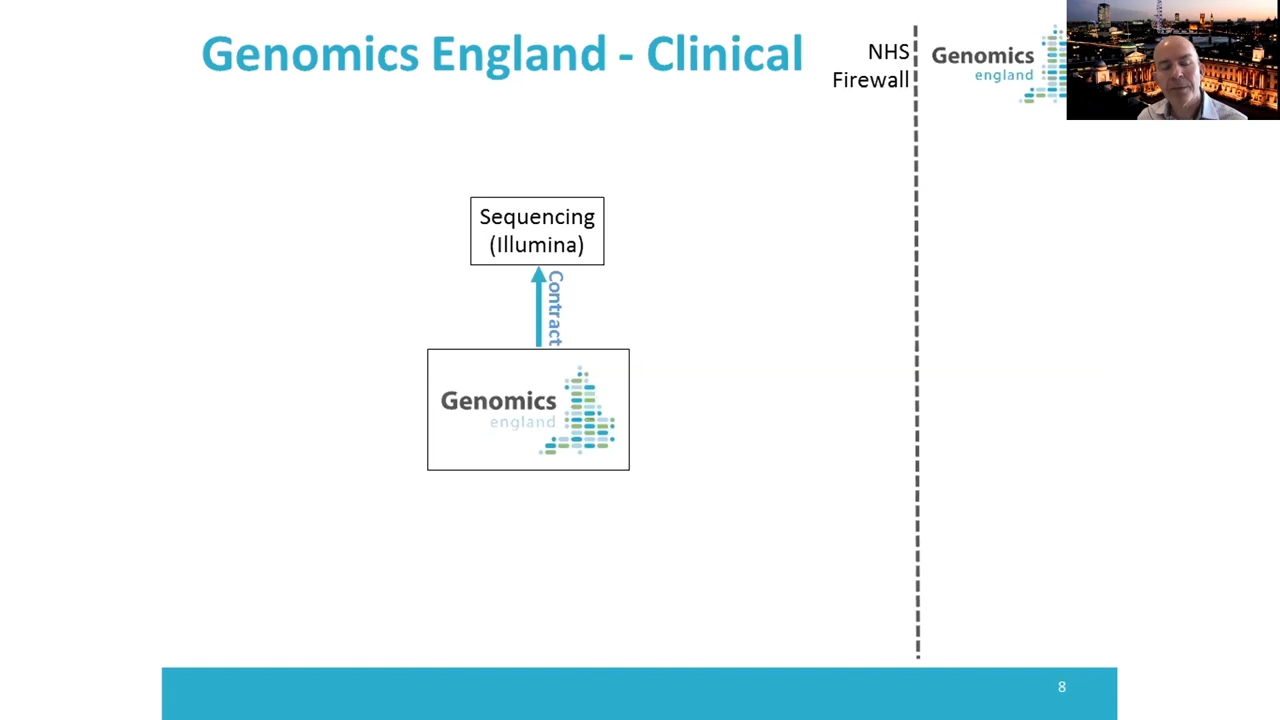 Genomics England - Clinical
NHS
Firewall
Genomics
england
Sequencing
(Illumina)
Contract
Genomics
england
8